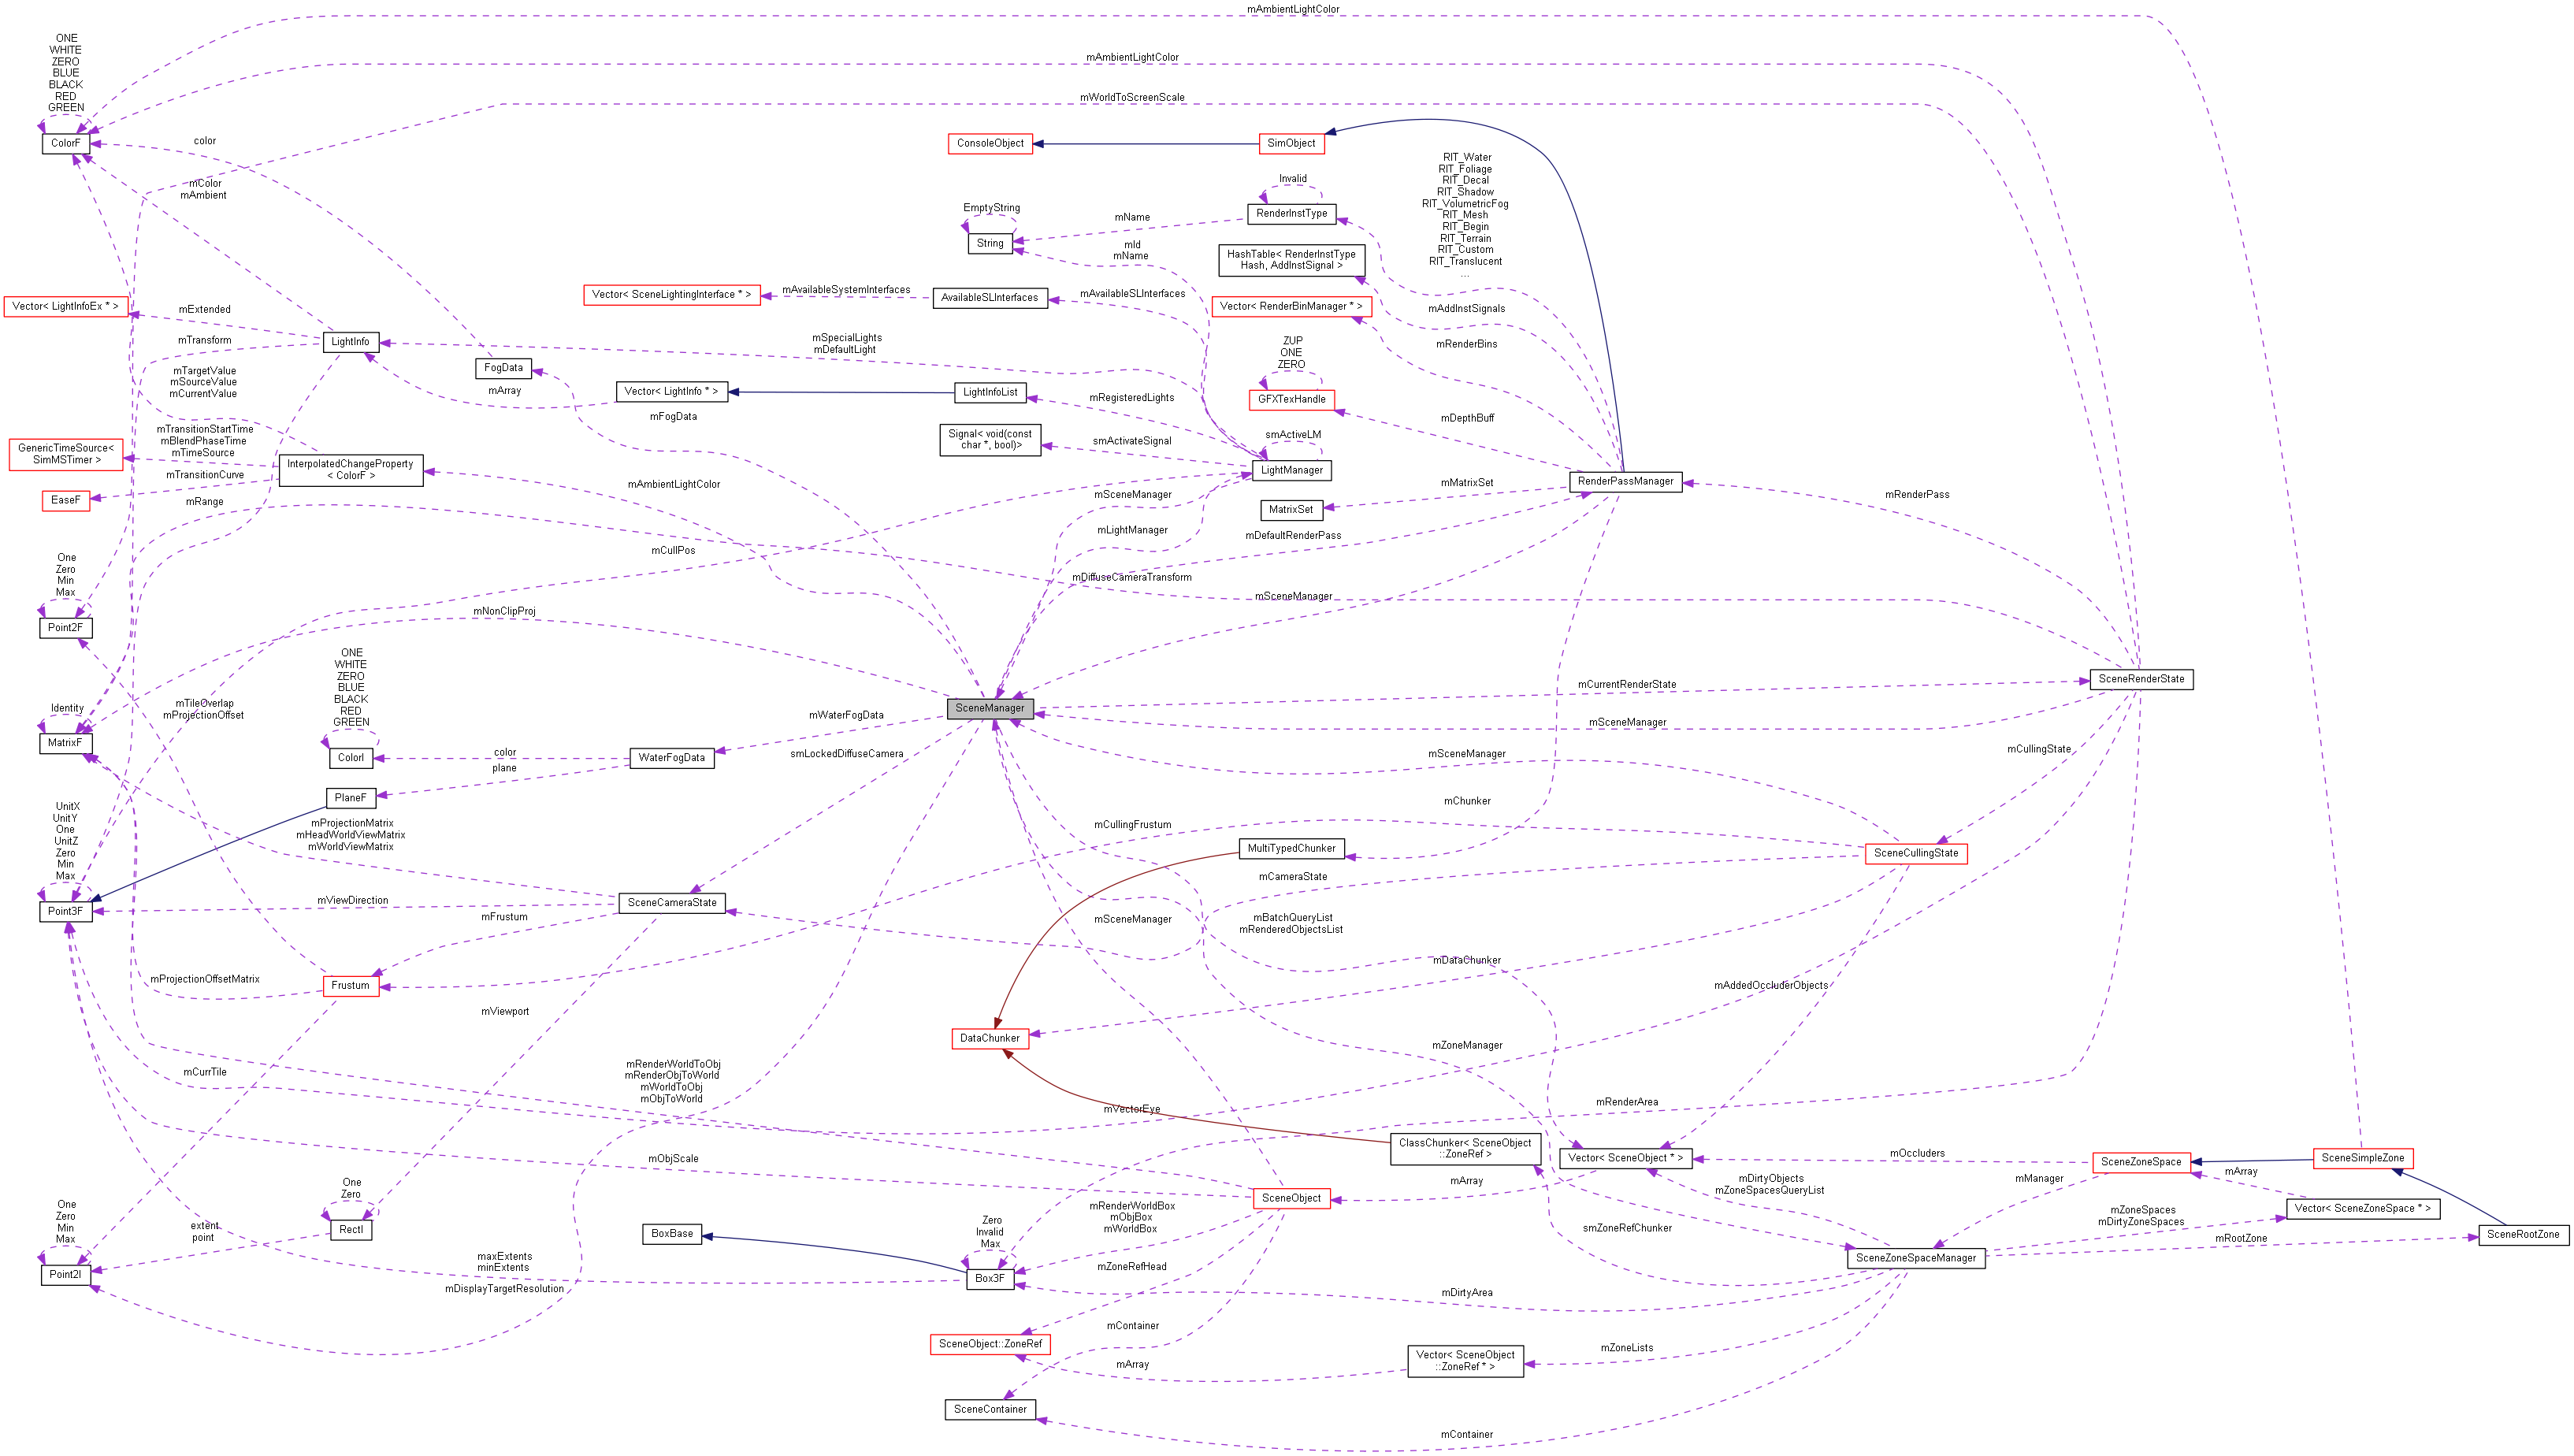 mAmbientLightColor
ONE
WHITE
ZERO
BLUE
BLACK
RED
GREEN
ColorF
mAmbientLightColor
mWorldToScreenScale
color
mColor
mAmbient
ConsoleObject
SimObject
RIT_Water
RIT_Foliage
RIT_Decal
RIT_Shadow
RIT_VolumetricFog
RIT_Mesh
RIT_Begin
RIT_Terrain
RIT_Custom
RIT_Translucent
...
Invalid
RenderInstType
EmptyString
String
mName
mId
mName
HashTable< RenderInstType
Hash, AddInstSignal >
Vector< SceneLightingInterface * >
mAvailableSystemInterfaces
AvailableSLInterfaces
mAvailableSLInterfaces
Vector< RenderBinManager * >
mAddInstSignals
mRenderBins
Vector< LightInfoEx * >
mExtended
mTransform
LightInfo
mSpecialLights
mDefaultLight
FogData
mTargetValue
mSourceValue
mCurrentValue
mArray
Vector< LightInfo * >
LightInfoList
mRegisteredLights
ZUP
ONE
ZERO
GFXTexHandle
mDepthBuff
mFogData
Signal< void(const
char *, bool)>
smActivateSignal
smActiveLM
LightManager
GenericTimeSource<
SimMSTimer >
mTransitionStartTime
mBlendPhaseTime
mTimeSource
InterpolatedChangeProperty
< ColorF >
mTransitionCurve
EaseF
mRange
mAmbientLightColor
mSceneManager
mMatrixSet
MatrixSet
RenderPassManager
mRenderPass
mLightManager
mDefaultRenderPass
mCullPos
One
Zero
Min
Max
Point2F
mDiffuseCameraTransform
mSceneManager
mNonClipProj
ONE
WHITE
ZERO
BLUE
BLACK
RED
GREEN
ColorI
mTileOverlap
mProjectionOffset
Identity
MatrixF
SceneManager
mCurrentRenderState
SceneRenderState
mSceneManager
mWaterFogData
color
WaterFogData
plane
smLockedDiffuseCamera
mSceneManager
mCullingState
PlaneF
UnitX
UnitY
One
UnitZ
Zero
Min
Max
Point3F
mProjectionMatrix
mHeadWorldViewMatrix
mWorldViewMatrix
mCullingFrustum
mChunker
MultiTypedChunker
SceneCullingState
mCameraState
mViewDirection
SceneCameraState
mFrustum
mSceneManager
mBatchQueryList
mRenderedObjectsList
mDataChunker
mProjectionOffsetMatrix
Frustum
mAddedOccluderObjects
mViewport
DataChunker
mZoneManager
mCurrTile
mRenderWorldToObj
mRenderObjToWorld
mWorldToObj
mObjToWorld
mVectorEye
mRenderArea
ClassChunker< SceneObject
::ZoneRef >
Vector< SceneObject * >
mOccluders
SceneZoneSpace
SceneSimpleZone
mObjScale
One
Zero
RectI
mArray
SceneObject
mDirtyObjects
mZoneSpacesQueryList
mManager
mArray
Vector< SceneZoneSpace * >
One
Zero
Min
Max
Point2I
extent
point
BoxBase
Zero
Invalid
Max
Box3F
mRenderWorldBox
mObjBox
mWorldBox
smZoneRefChunker
mZoneSpaces
mDirtyZoneSpaces
mRootZone
SceneRootZone
SceneZoneSpaceManager
maxExtents
minExtents
mZoneRefHead
mDisplayTargetResolution
mDirtyArea
mContainer
SceneObject::ZoneRef
mArray
Vector< SceneObject
::ZoneRef * >
mZoneLists
SceneContainer
mContainer